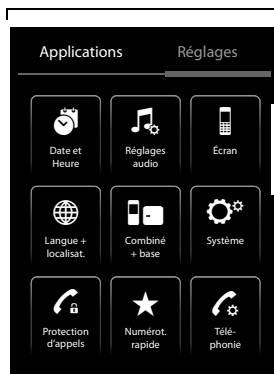 Applications Réglages
Date et Réglages Écran
Heure audio
Langue + Combiné Système
localisat. + base
Protection Numérot. Télé-
d'appels rapide phonie